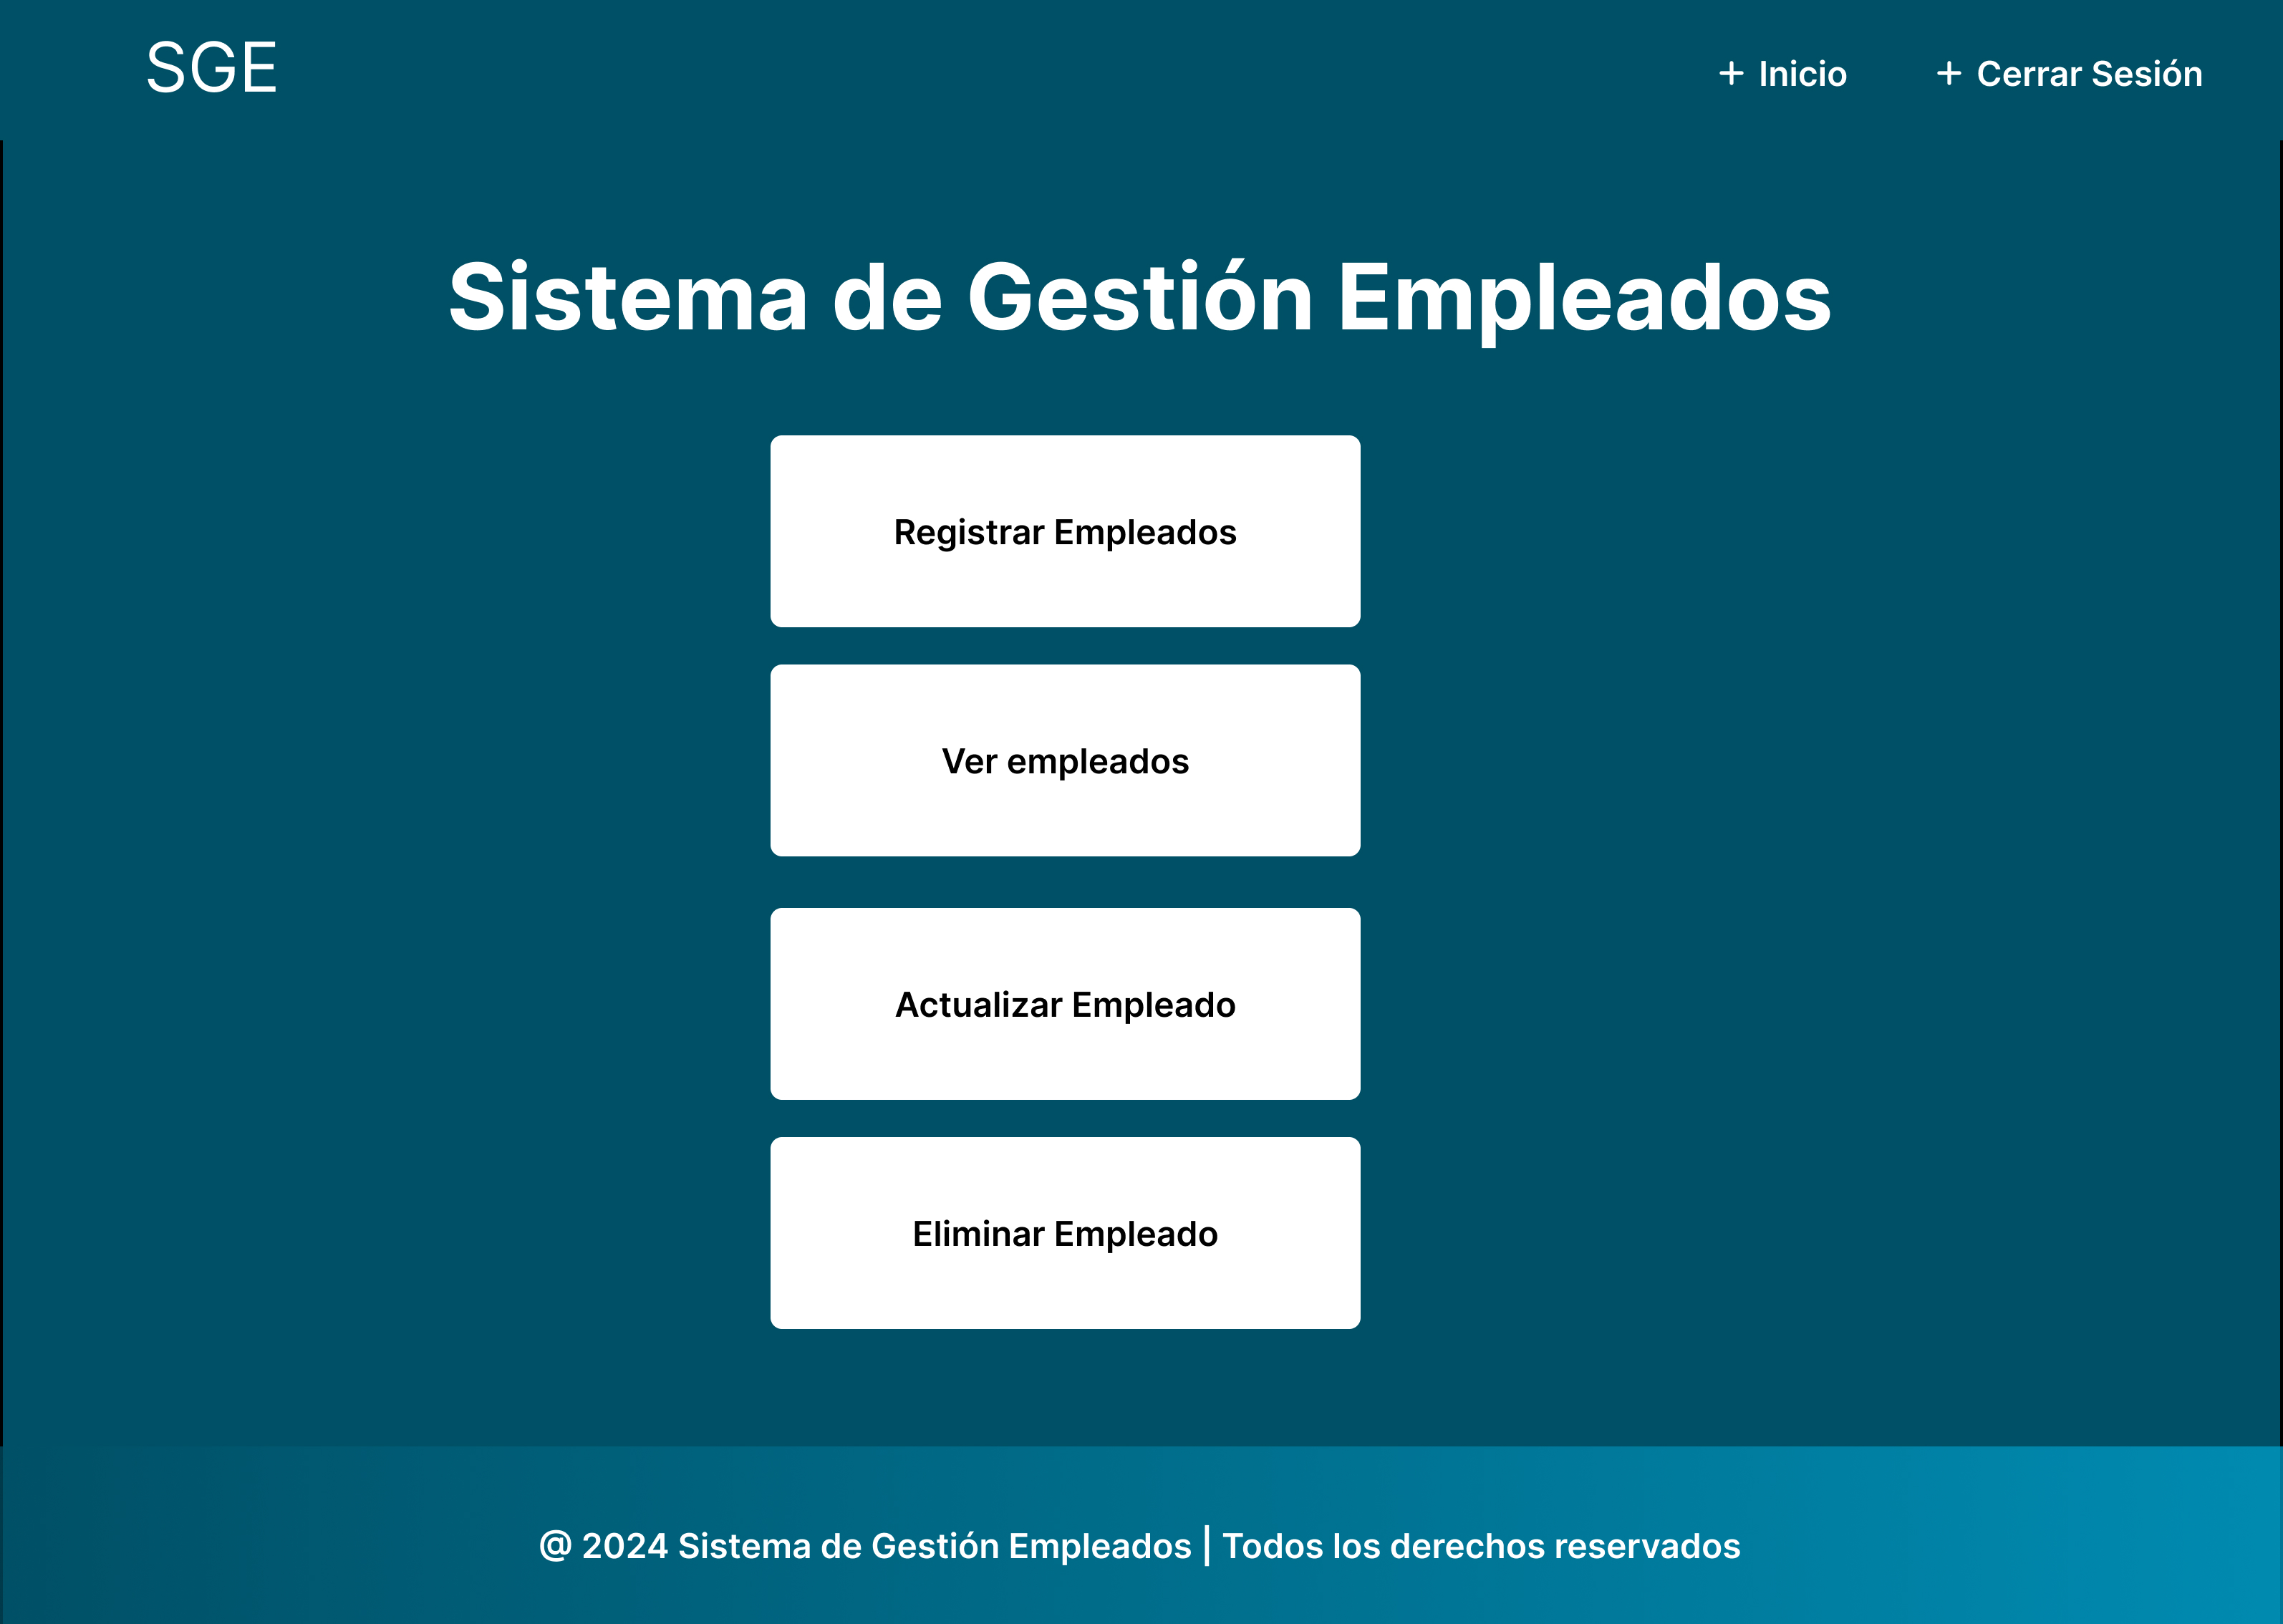 SGE
+ Inicio
+ Cerrar Sesión
Sistema de Gestión Empleados
Registrar Empleados
Ver empleados
Actualizar Empleado
Eliminar Empleado
@ 2024 Sistema de Gestión Empleados | Todos los derechos reservados